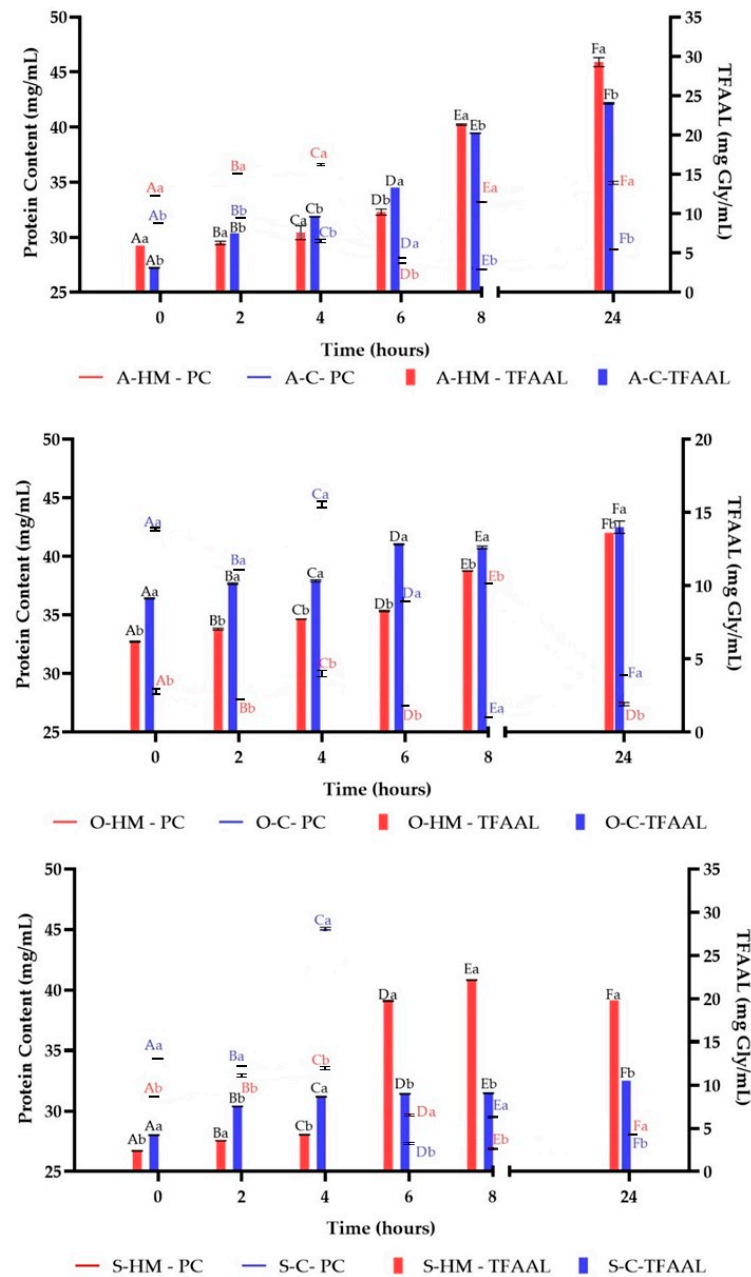 50
45
40
35
30
25
Protein Content (mg/mL)
35
30
25
20
15
10
5
0
TFAAL (mg Gly/mL)
Aa
Ab
Aa
Ab
Ba
Bb
Ba
Bb
Ca
Cb
Ca
Cb
Da
Db
Da
Db
Ea
Eb
Ea
Eb
Fa
Fb
Fa
Fb
0 2 4 6 8 24
Time (hours)
A-HM - PC A-C- PC A-HM - TFAAL A-C-TFAAL
50
45
40
35
30
25
Protein Content (mg/mL)
20
15
10
5
0
TFAAL (mg Gly/mL)
Aa
Aa
Ab
Ab
Ba
Ba
Bb
Bb
Ca
Ca
Cb
Cb
Da
Da
Db
Db
Ea
Eb
Eb
Ea
Fa
Fb
Fa
Db
0 2 4 6 8 24
Time (hours)
O-HM - PC O-C- PC O-HM - TFAAL O-C-TFAAL
50
45
40
35
30
25
Protein Content (mg/mL)
35
30
25
20
15
10
5
0
TFAAL (mg Gly/mL)
Aa
Ab
Ab
Aa
Ba
Bb
Ba
Bb
Ca
Cb
Cb
Ca
Da
Db
Da
Db
Ea
Eb
Ea
Eb
Fa
Fb
Fa
Fb
0 2 4 6 8 24
Time (hours)
S-HM - PC S-C- PC S-HM - TFAAL S-C-TFAAL